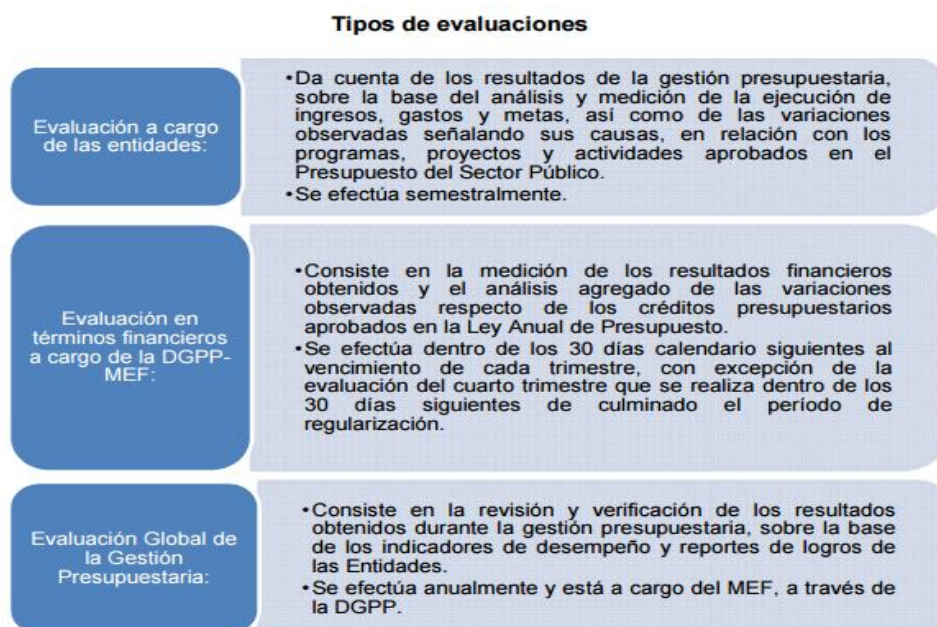 Tipos de evaluaciones
Evaluación a cargo
de las entidades:
•Da cuenta de los resultados de la gestión presupuestaria,
sobre la base del análisis y medición de la ejecución de
ingresos, gastos y metas, así como de las variaciones
observadas señalando sus causas, en relación con los
programas, proyectos y actividades aprobados en el
Presupuesto del Sector Público.
•Se efectúa semestralmente.
Evaluación en
términos financieros
a cargo de la DGPP-
MEF:
•Consiste en la medición de los resultados financieros
obtenidos y el análisis agregado de las variaciones
observadas respecto de los créditos presupuestarios
aprobados en la Ley Anual de Presupuesto.
•Se efectúa dentro de los 30 días calendario siguientes al
vencimiento de cada trimestre, con excepción de la
evaluación del cuarto trimestre que se realiza dentro de los
30 días siguientes de culminado el período de
regularización.
Evaluación Global de
la Gestión
Presupuestaria:
•Consiste en la revisión y verificación de los resultados
obtenidos durante la gestión presupuestaria, sobre la base
de los indicadores de desempeño y reportes de logros de
las Entidades.
•Se efectúa anualmente y está a cargo del MEF, a través de
la DGPP.